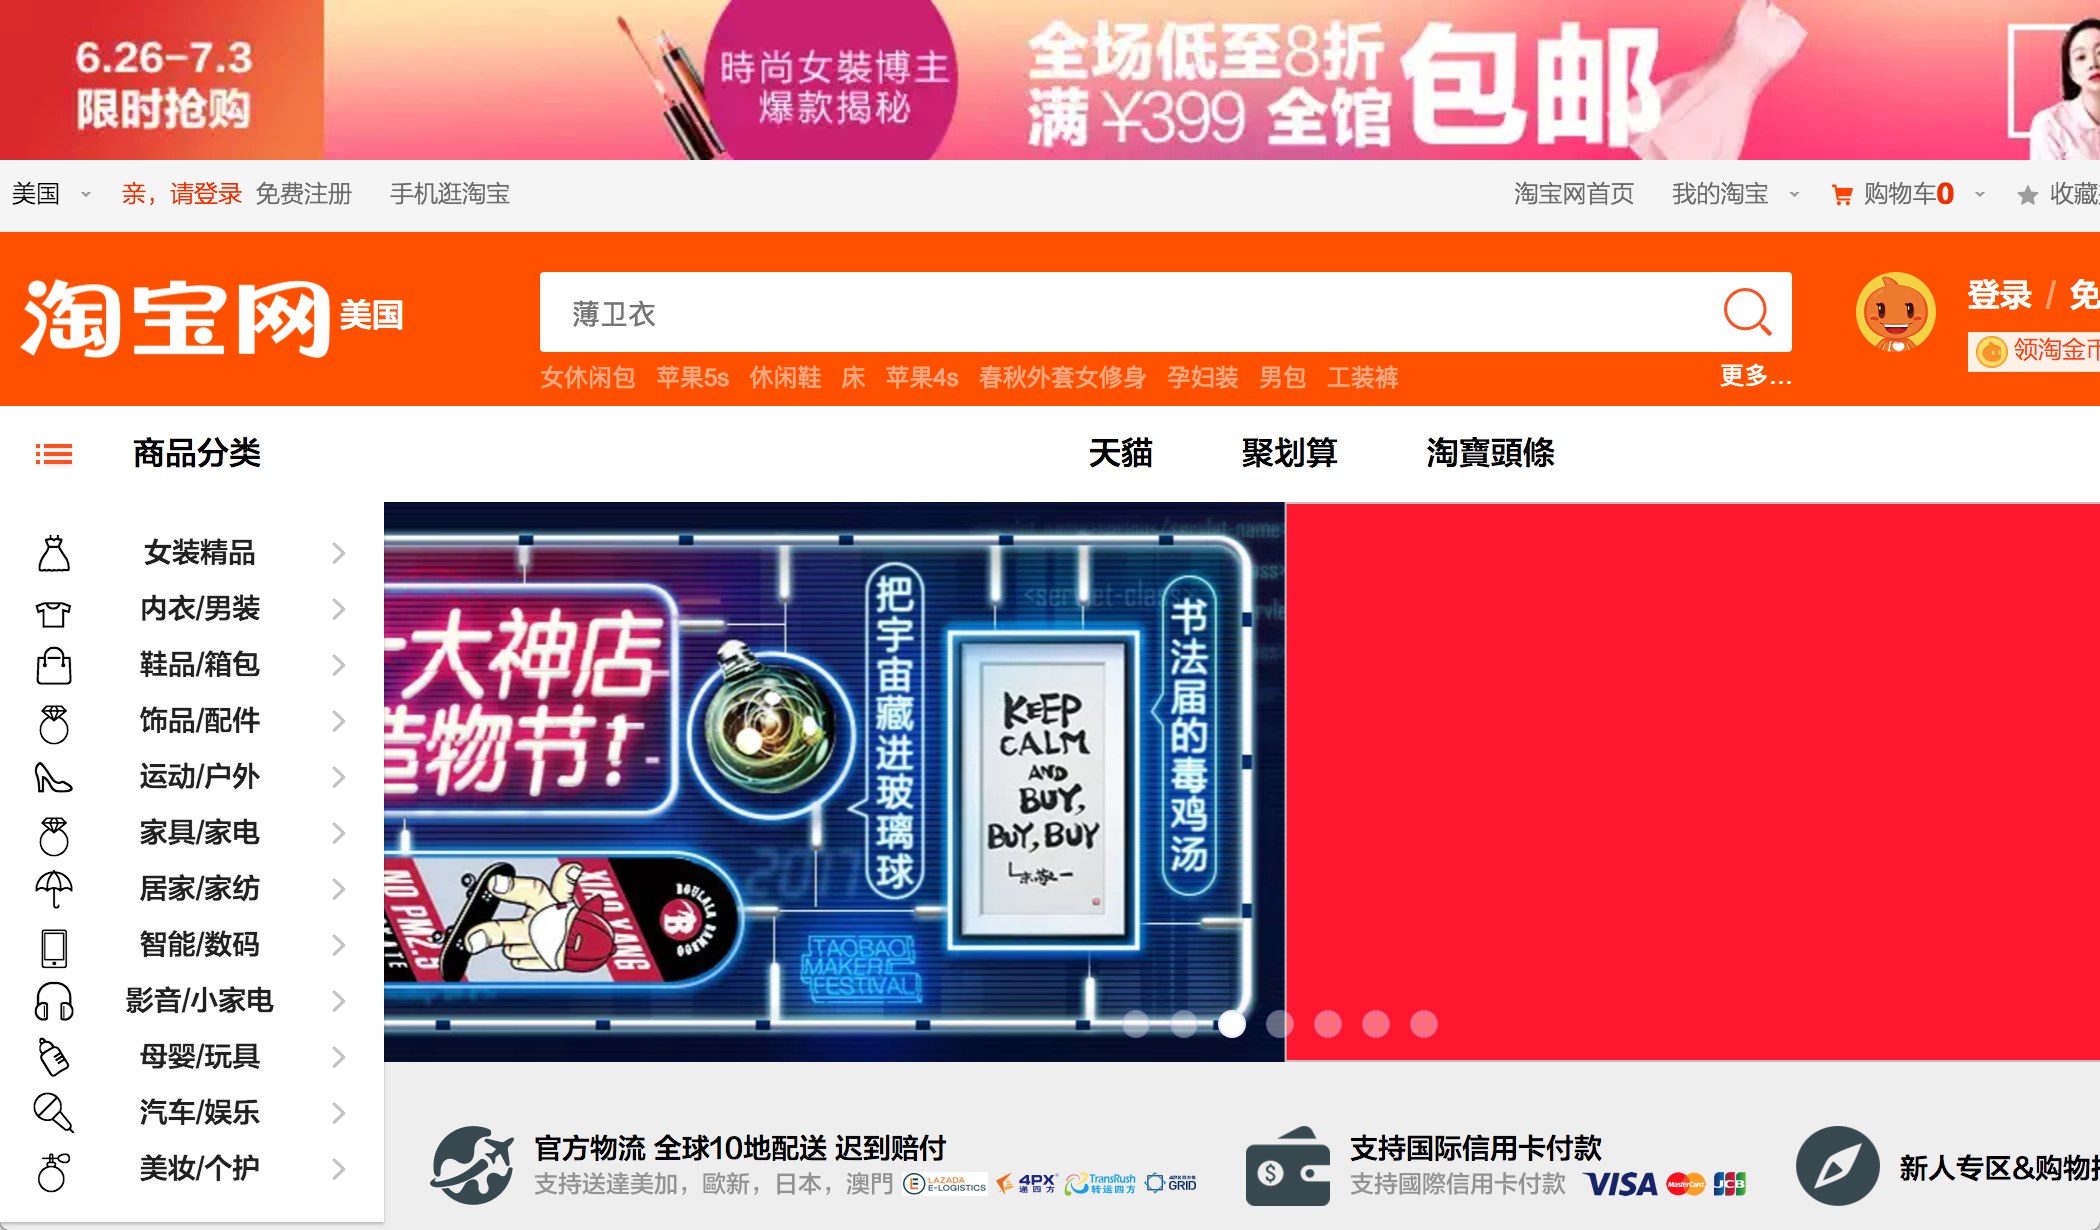 6.26-7.3
限时抢购
時尚女裝博主
爆款揭秘
全场低至8折
满¥399 全馆
包邮
美国 亲，请登录 免费注册 手机逛淘宝
淘宝网首页 我的淘宝 购物车0 收藏
淘宝网 美国
薄卫衣
登录 / 免
领淘金币
女休闲包 苹果5s 休闲鞋 床 苹果4s 春秋外套女修身 孕妇装 男包 工装裤
更多...
商品分类 天貓 聚划算 淘寶頭條
女装精品
内衣/男装
鞋品/箱包
饰品/配件
运动/户外
家具/家电
居家/家纺
智能/数码
影音/小家电
母婴/玩具
汽车/娱乐
美妆/个护
大神店
造物节!
把宇宙藏进玻璃球
KEEP
CALM
AND
BUY,
BUY, BUY
书法届的毒鸡汤
NO PM2.5
XIAO YANG
BOULALA BAMBOO
B
2017
TAOBAO
MAKER
FESTIVAL
官方物流 全球10地配送 迟到赔付
支持送達美加，歐新，日本，澳門 LAZADA E-LOGISTICS 4PX 递四方 TransRush 转运四方 GRID
支持国际信用卡付款
支持國際信用卡付款 VISA MasterCard JCB
新人专区&购物